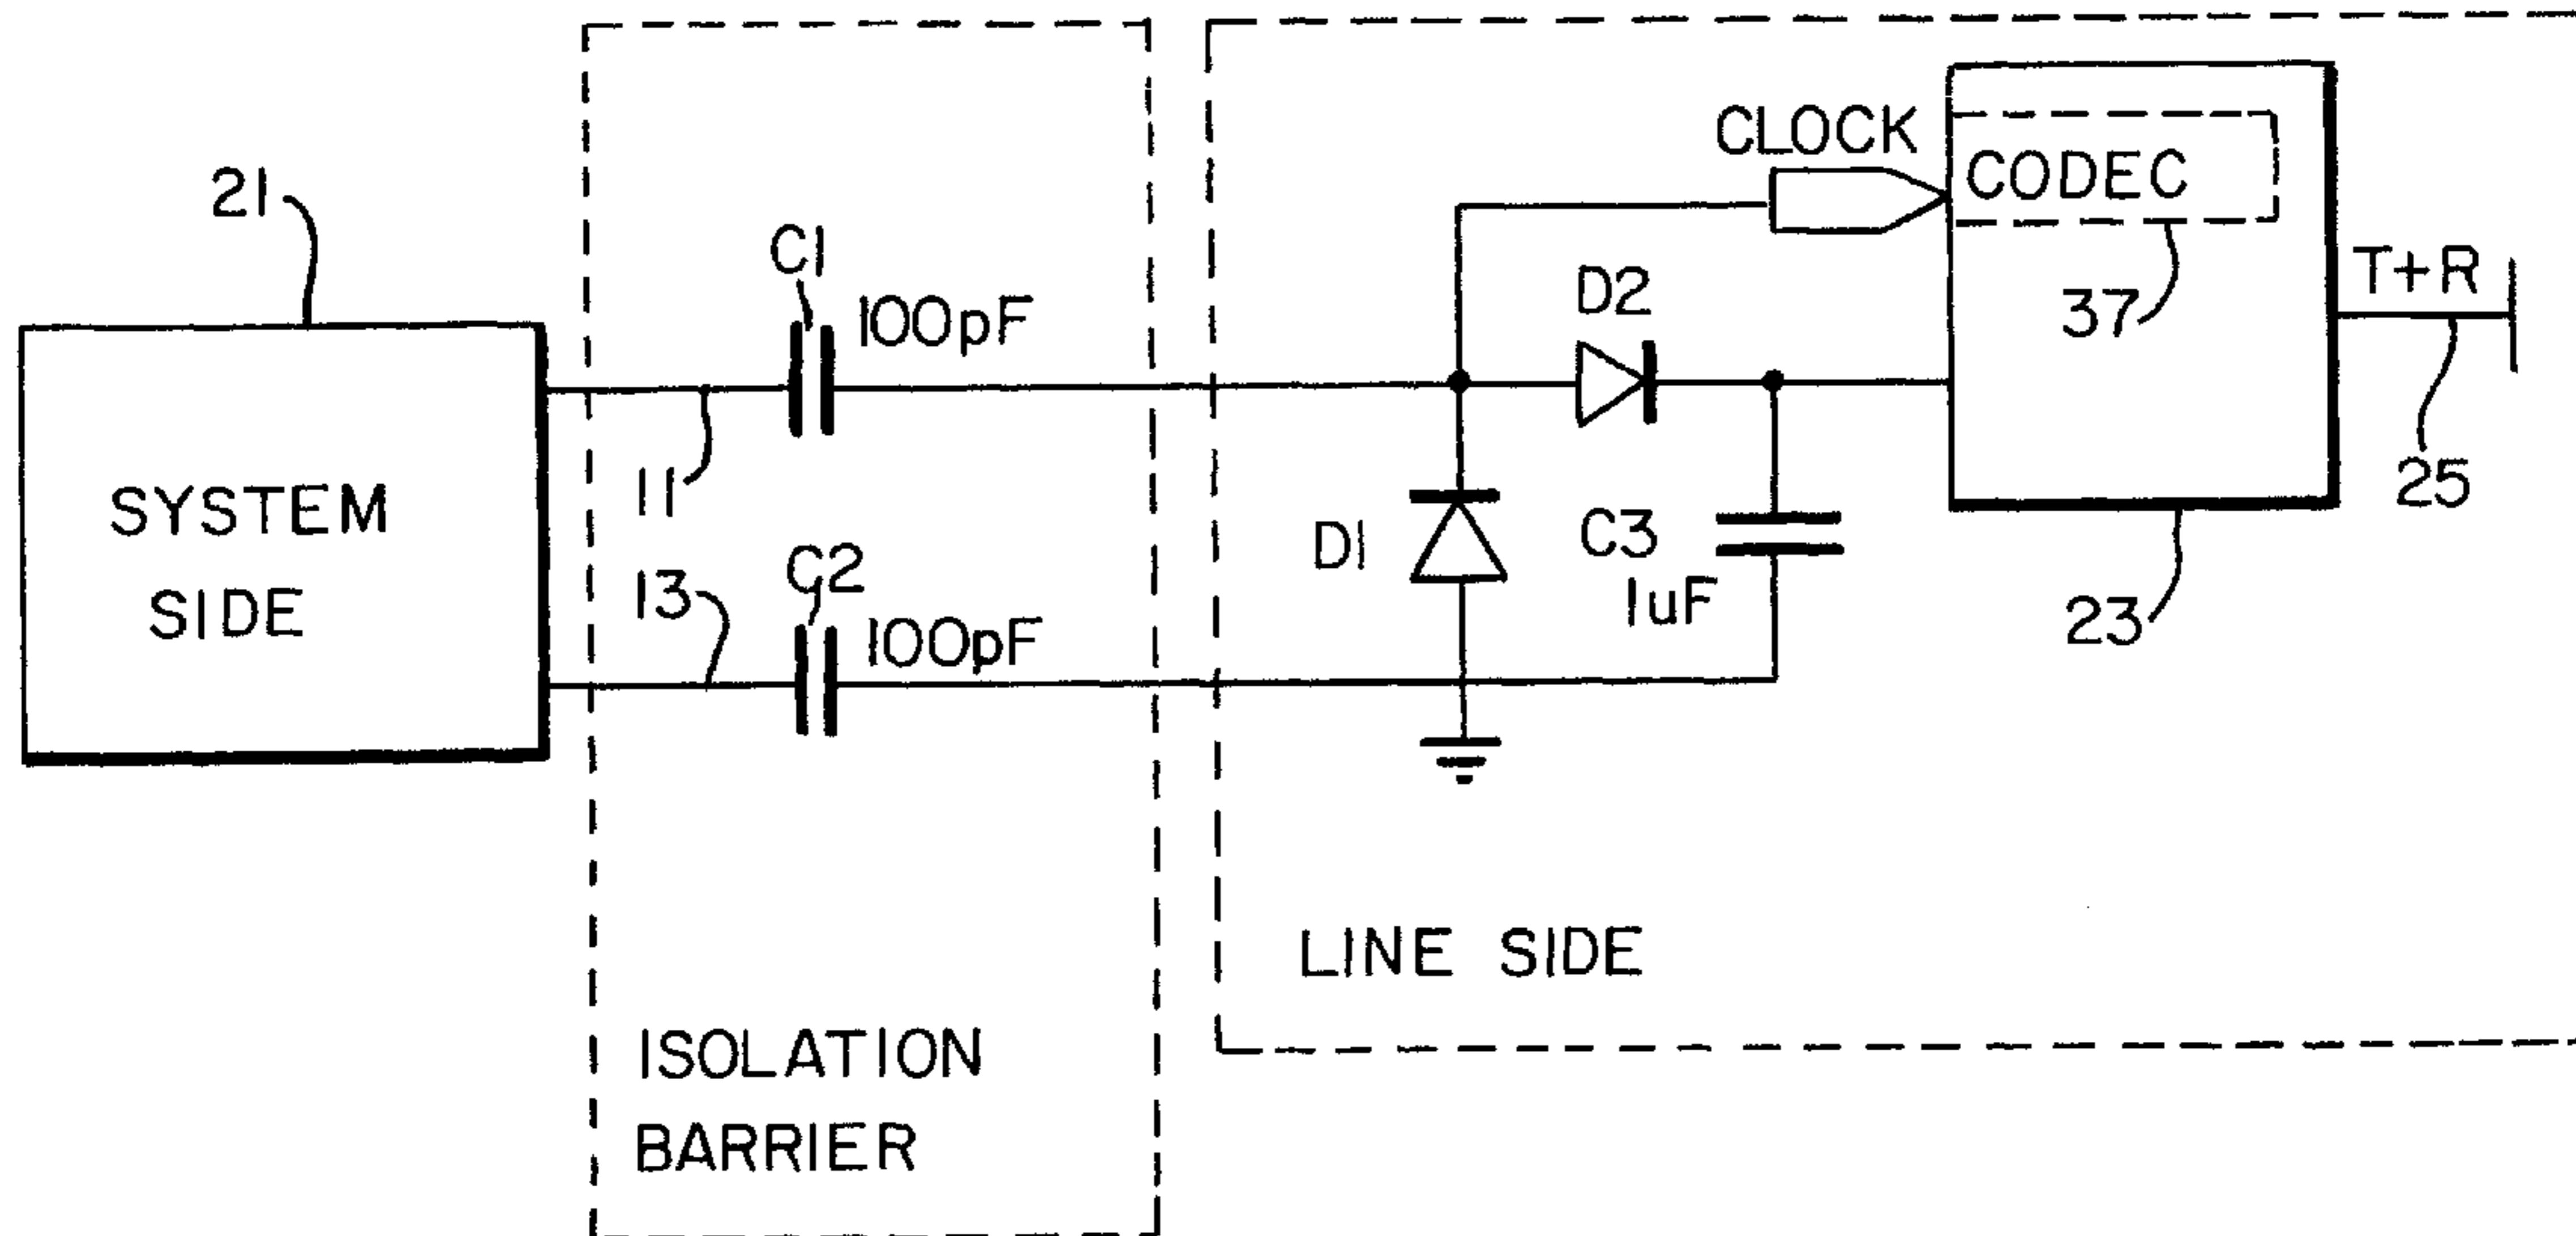 21
SYSTEM
SIDE
11
13
C1
100pF
C2
100pF
ISOLATION
BARRIER
CLOCK
CODEC
37
D2
D1
C3
1uF
23
T+R
25
LINE SIDE